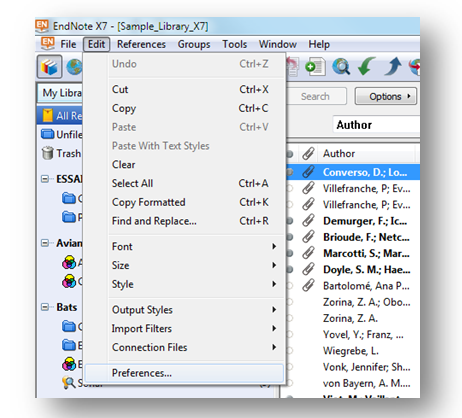 EN EndNote X7 - [Sample_Library_X7]
EN File Edit References Groups Tools Window Help
My Libra
Search
Options
All Re
Unfile
Trash
ESSA
Avian
Bats
Undo Ctrl+Z
Cut Ctrl+X
Copy Ctrl+C
Paste Ctrl+V
Paste With Text Styles
Clear
Select All Ctrl+A
Copy Formatted Ctrl+K
Find and Replace... Ctrl+R
Font
Size
Style
Output Styles
Import Filters
Connection Files
Preferences...
Author
Author
Converso, D.; Lo...
Villefranche, P; Ev...
Villefranche, P; Ev...
Demurger, F.; Ic...
Brioude, F.; Netc...
Marcotti, S.; Mar...
Doyle, S. M.; Hae...
Bartolomé, Ana P...
Zorina, Z. A.; Obo...
Zorina, Z. A.
Yovel, Y.; Franz, ...
Wiegrebe, L.
Vonk, Jennifer; Sh...
von Bayern, A. M....